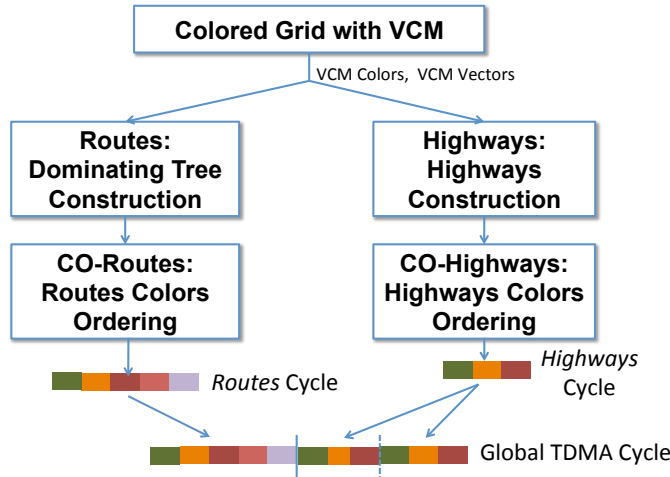 Colored Grid with VCM
VCM Colors, VCM Vectors
Routes:
Dominating Tree
Construction
Highways:
Highways
Construction
CO-Routes:
Routes Colors
Ordering
CO-Highways:
Highways Colors
Ordering
Routes Cycle
Highways
Cycle
Global TDMA Cycle